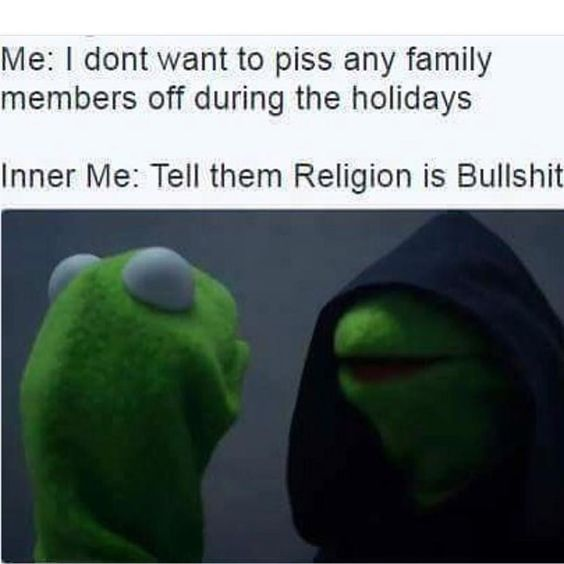 Me: I dont want to piss any family
members off during the holidays
Inner Me: Tell them Religion is Bullshit